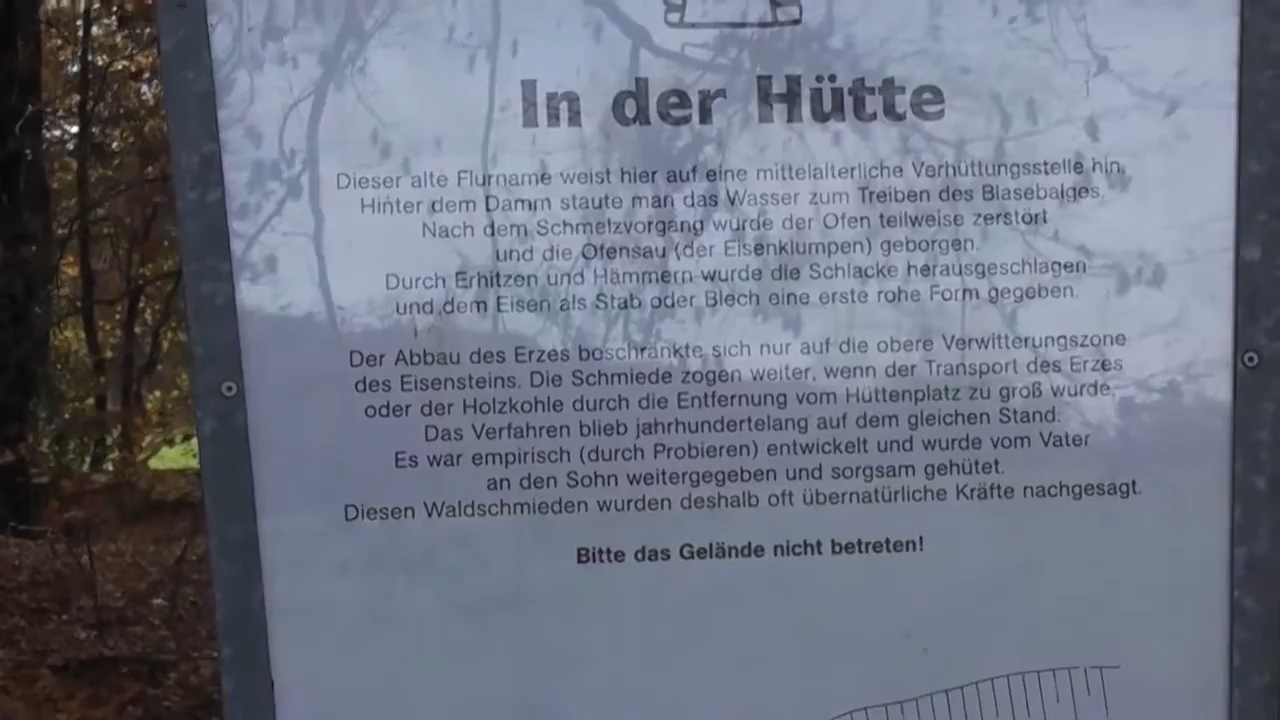 In der Hütte
Dieser alte Flurname weist hier auf eine mittelalterliche Verhüttungsstelle hin.
Hinter dem Damm staute man das Wasser zum Treiben des Blasebalges.
Nach dem Schmelzvorgang wurde der Ofen teilweise zerstört
und die Ofensau (der Eisenklumpen) geborgen.
Durch Erhitzen und Hämmern wurde die Schlacke herausgeschlagen
und dem Eisen als Stab oder Blech eine erste rohe Form gegeben.
Der Abbau des Erzes beschränkte sich nur auf die obere Verwitterungszone
des Eisensteins. Die Schmiede zogen weiter, wenn der Transport des Erzes
oder der Holzkohle durch die Entfernung vom Hüttenplatz zu groß wurde.
Das Verfahren blieb jahrhundertelang auf dem gleichen Stand.
Es war empirisch (durch Probieren) entwickelt und wurde vom Vater
an den Sohn weitergegeben und sorgsam gehütet.
Diesen Waldschmieden wurden deshalb oft übernatürliche Kräfte nachgesagt.
Bitte das Gelände nicht betreten!